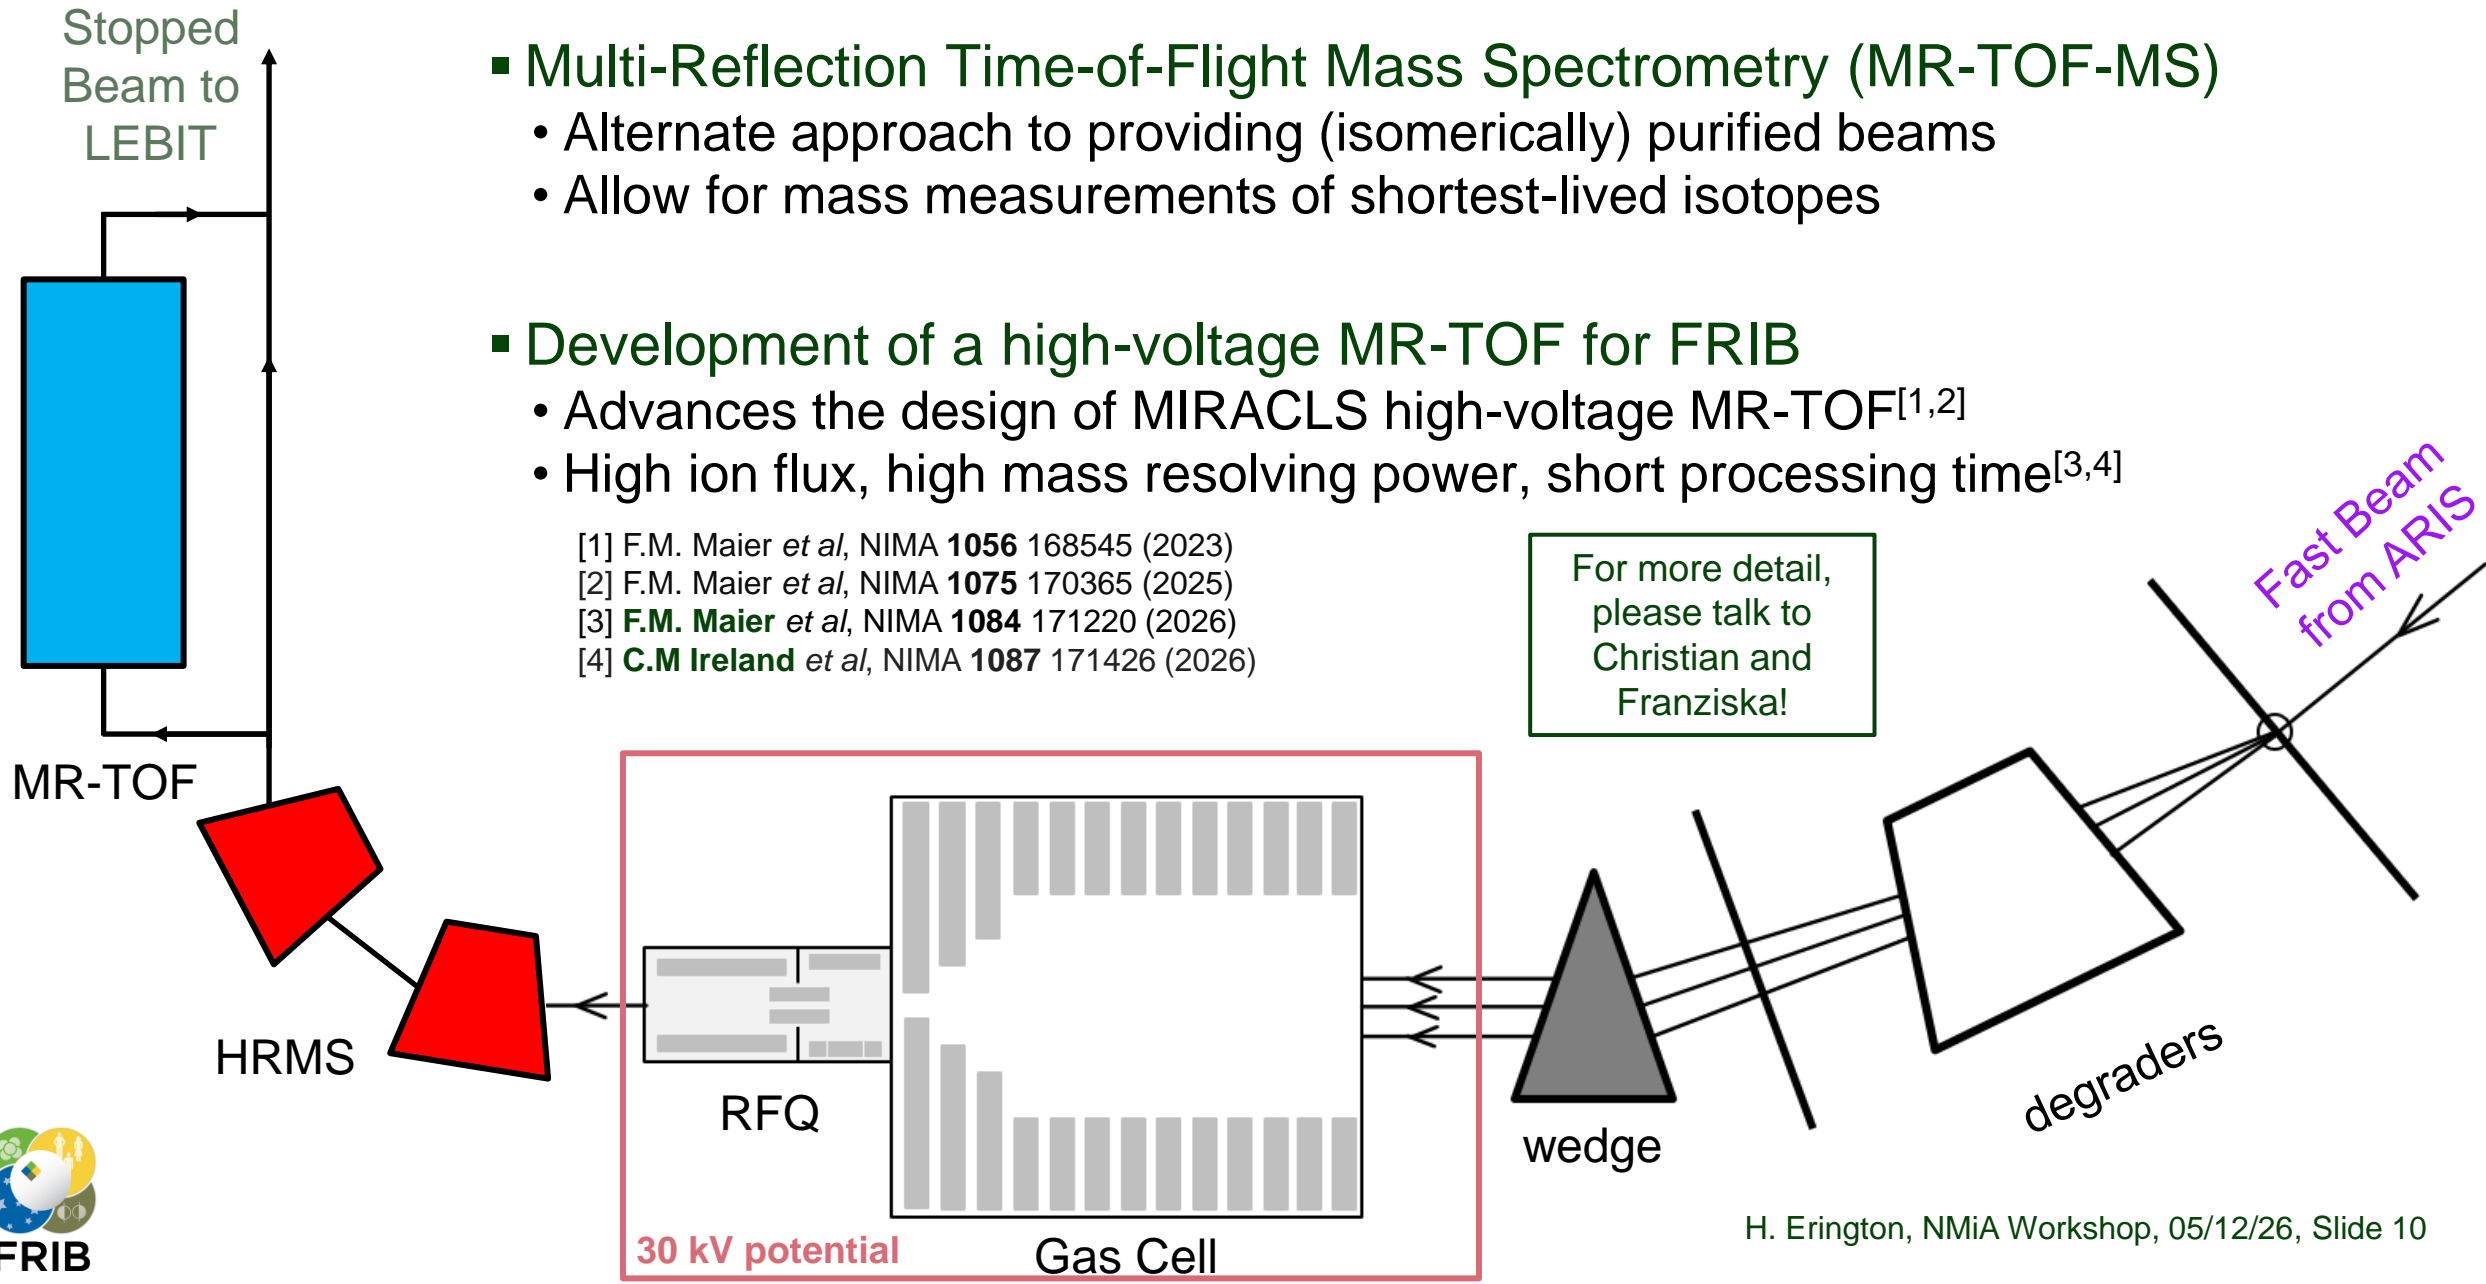 Stopped
Beam to
LEBIT
▪ Multi-Reflection Time-of-Flight Mass Spectrometry (MR-TOF-MS)
• Alternate approach to providing (isomerically) purified beams
• Allow for mass measurements of shortest-lived isotopes
▪ Development of a high-voltage MR-TOF for FRIB
• Advances the design of MIRACLS high-voltage MR-TOF[1,2]
• High ion flux, high mass resolving power, short processing time[3,4]
[1] F.M. Maier et al, NIMA 1056 168545 (2023)
[2] F.M. Maier et al, NIMA 1075 170365 (2025)
[3] F.M. Maier et al, NIMA 1084 171220 (2026)
[4] C.M Ireland et al, NIMA 1087 171426 (2026)
For more detail,
please talk to
Christian and
Franziska!
Fast Beam
from ARIS
MR-TOF
HRMS
RFQ
wedge
degraders
30 kV potential
Gas Cell
FRIB
H. Erington, NMiA Workshop, 05/12/26, Slide 10